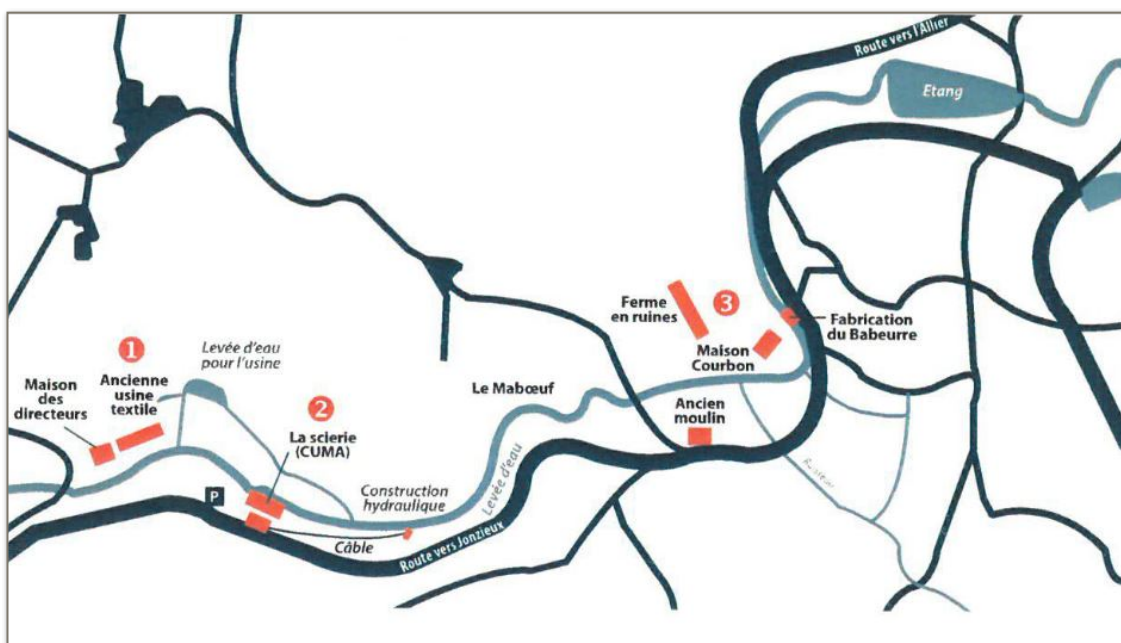 Route vers l'Allier
Etang
3
Ferme
en ruines
Fabrication
du Babeurre
Maison
Courbon
1
Levée d'eau
pour l'usine
Maison
des
directeurs
Ancienne
usine
textile
Le Mabœuf
2
La scierie
(CUMA)
Ancien
moulin
P
Construction
hydraulique
Levée d'eau
Câble
Route vers Jonzieux